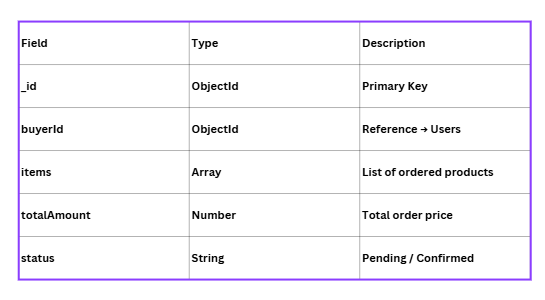 Field Type Description
_id ObjectId Primary Key
buyerId ObjectId Reference → Users
items Array List of ordered products
totalAmount Number Total order price
status String Pending / Confirmed